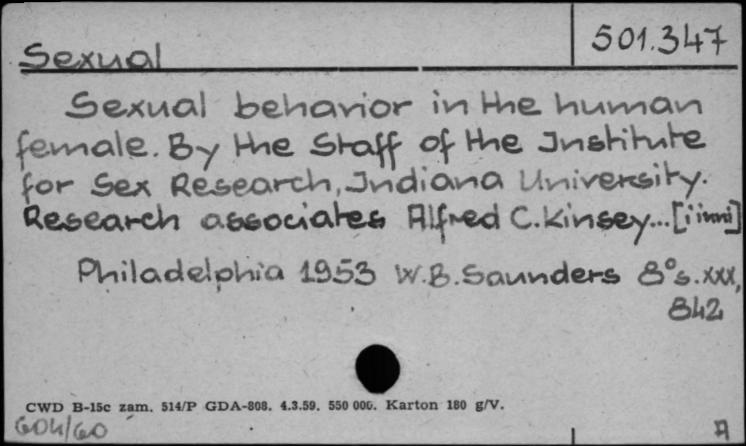 501.347
Sexual
Sexual behavior in the human
female. By the Staff of the Institute
for Sex Research, Indiana University.
Research associates Alfred C. Kinsey... [i inni]
Philadelphia 1953 W.B. Saunders 8° s. XXX,
842
CWD B-15c zam. 514/P GDA-808. 4.3.59. 550 000. Karton 180 g/V.
A